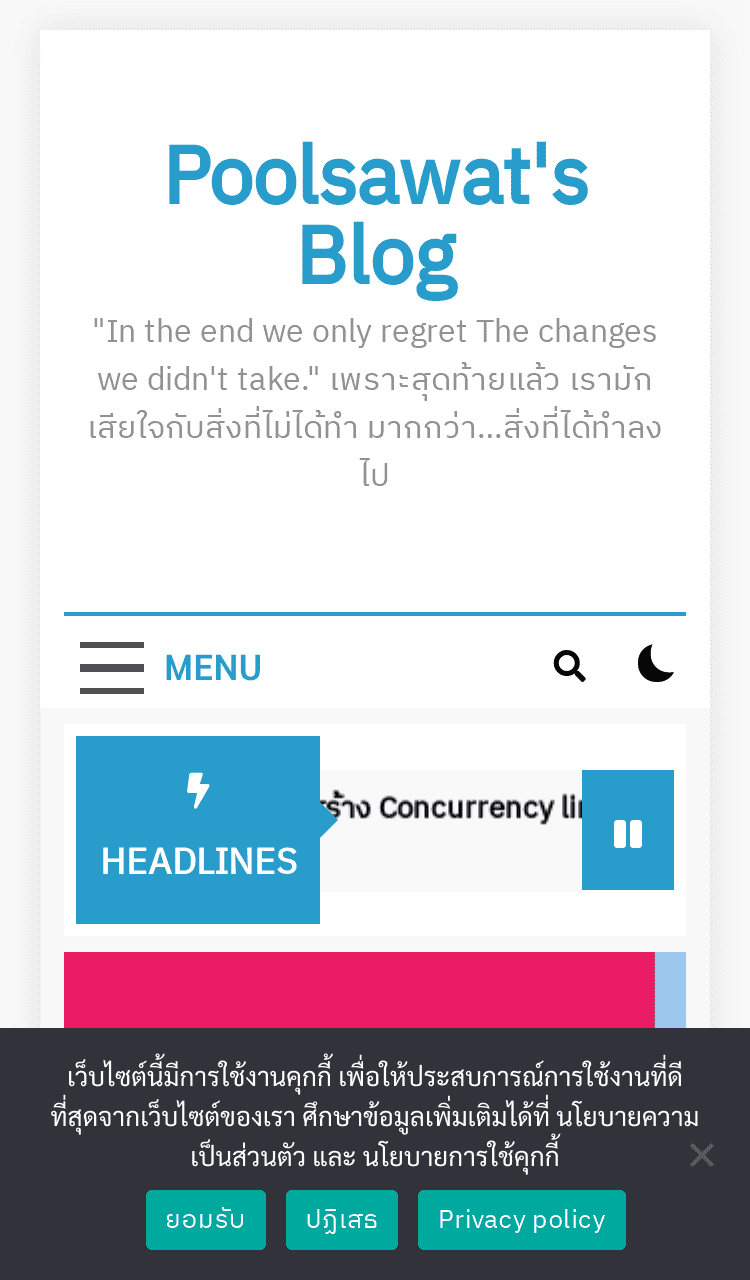 Poolsawat's
Blog
"In the end we only regret The changes
we didn't take." เพราะสุดท้ายแล้ว เรามัก
เสียใจกับสิ่งที่ไม่ได้ทำ มากกว่า...สิ่งที่ได้ทำลง
ไป
MENU
HEADLINES
Concurrency
เว็บไซต์นี้มีการใช้งานคุกกี้ เพื่อให้ประสบการณ์การใช้งานที่ดี
ที่สุดจากเว็บไซต์ของเรา ศึกษาข้อมูลเพิ่มเติมได้ที่ นโยบายความ
เป็นส่วนตัว และ นโยบายการใช้คุกกี้
ยอมรับ ปฏิเสธ Privacy policy